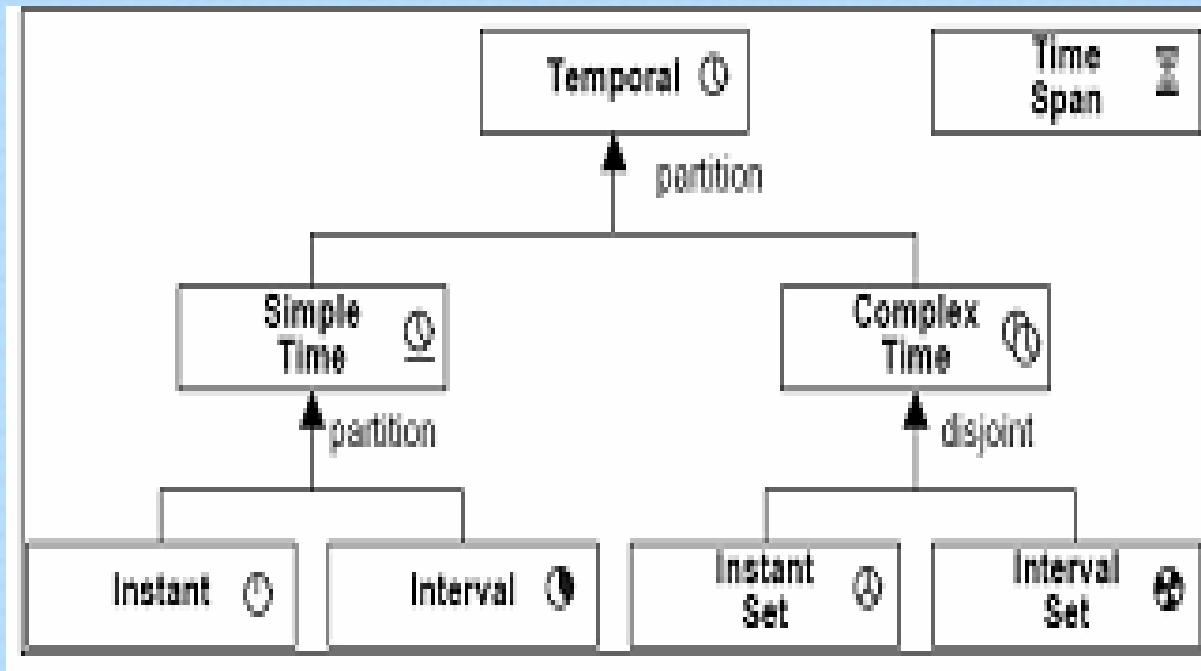 Temporal
Time
Span
partition
Simple
Time
Complex
Time
partition
disjoint
Instant
Interval
Instant
Set
Interval
Set